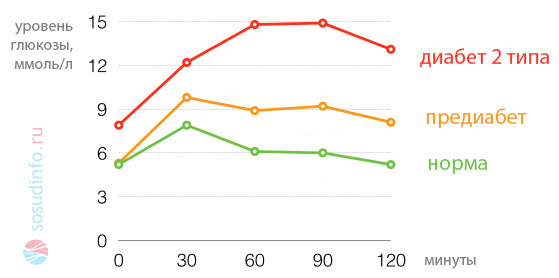 уровень
глюкозы,
ммоль/л
15
12
9
6
3
0
0
30
60
90
120
минуты
диабет 2 типа
предиабет
норма
sosudinfo.ru